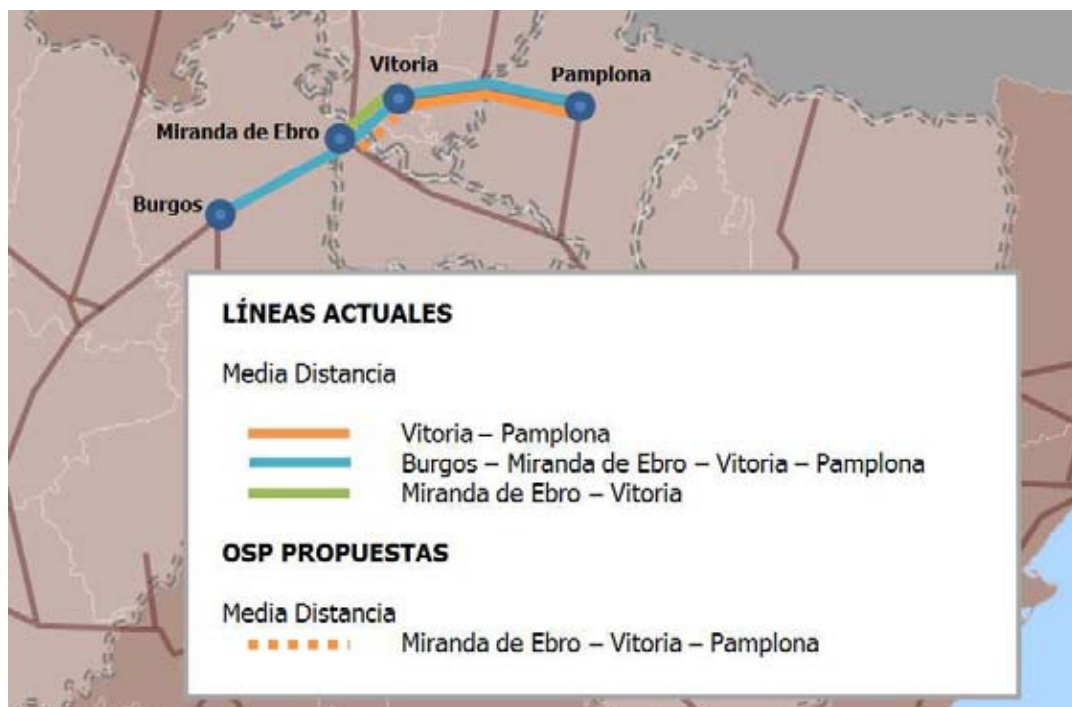 Vitoria
Pamplona
Miranda de Ebro
Burgos
LÍNEAS ACTUALES
Media Distancia
Vitoria – Pamplona
Burgos – Miranda de Ebro – Vitoria – Pamplona
Miranda de Ebro – Vitoria
OSP PROPUESTAS
Media Distancia
Miranda de Ebro – Vitoria – Pamplona